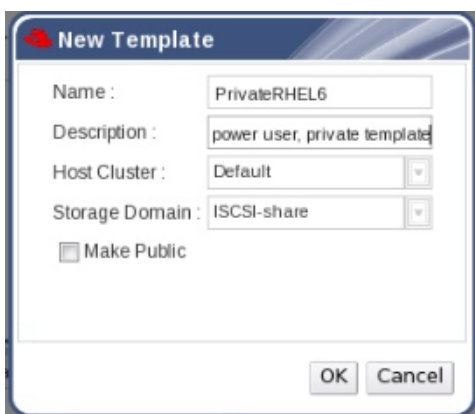 New Template
Name : PrivateRHEL6
Description : power user, private template
Host Cluster : Default
Storage Domain : ISCSI-share
Make Public
OK Cancel